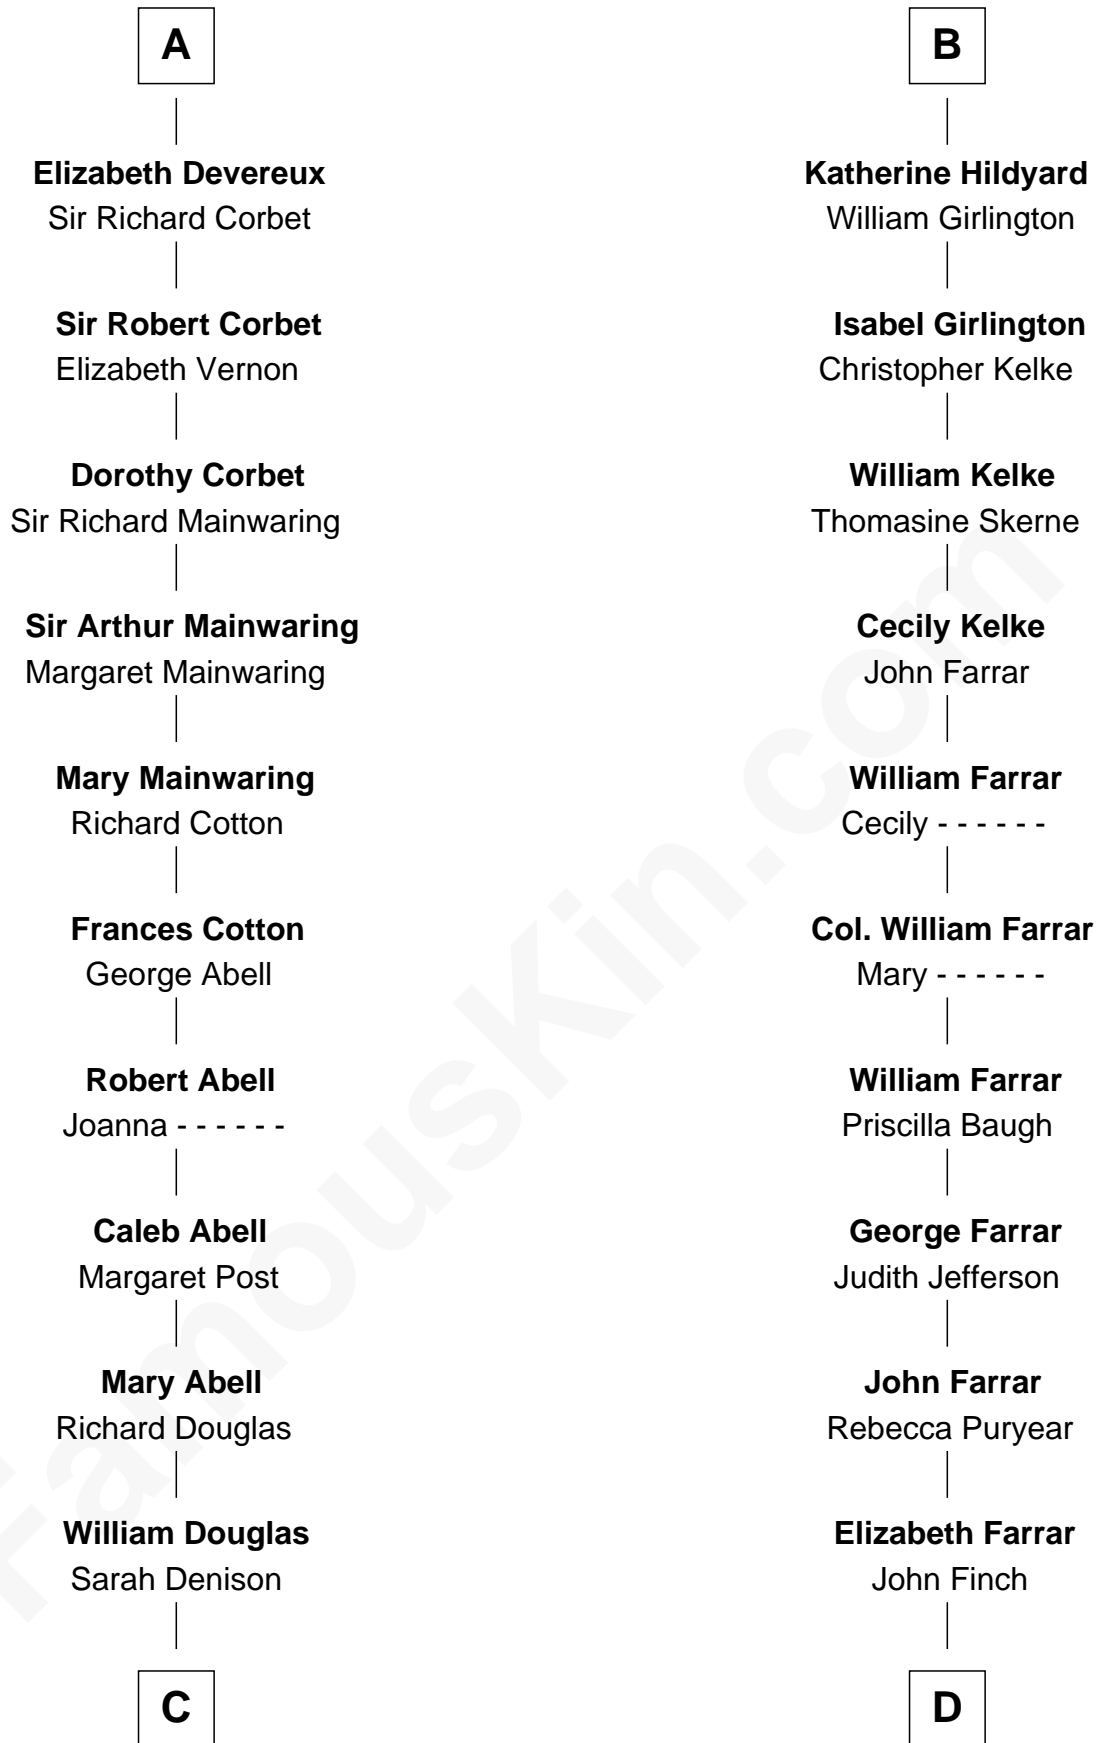 A
Elizabeth Devereux
Sir Richard Corbet
Sir Robert Corbet
Elizabeth Vernon
Dorothy Corbet
Sir Richard Mainwaring
Sir Arthur Mainwaring
Margaret Mainwaring
Mary Mainwaring
Richard Cotton
Frances Cotton
George Abell
Robert Abell
Joanna - - - - - -
Caleb Abell
Margaret Post
Mary Abell
Richard Douglas
William Douglas
Sarah Denison
C
B
Katherine Hildyard
William Girlington
Isabel Girlington
Christopher Kelke
William Kelke
Thomasine Skerne
Cecily Kelke
John Farrar
William Farrar
Cecily - - - - - -
Col. William Farrar
Mary - - - - - -
William Farrar
Priscilla Baugh
George Farrar
Judith Jefferson
John Farrar
Rebecca Puryear
Elizabeth Farrar
John Finch
D
FamousKin.com